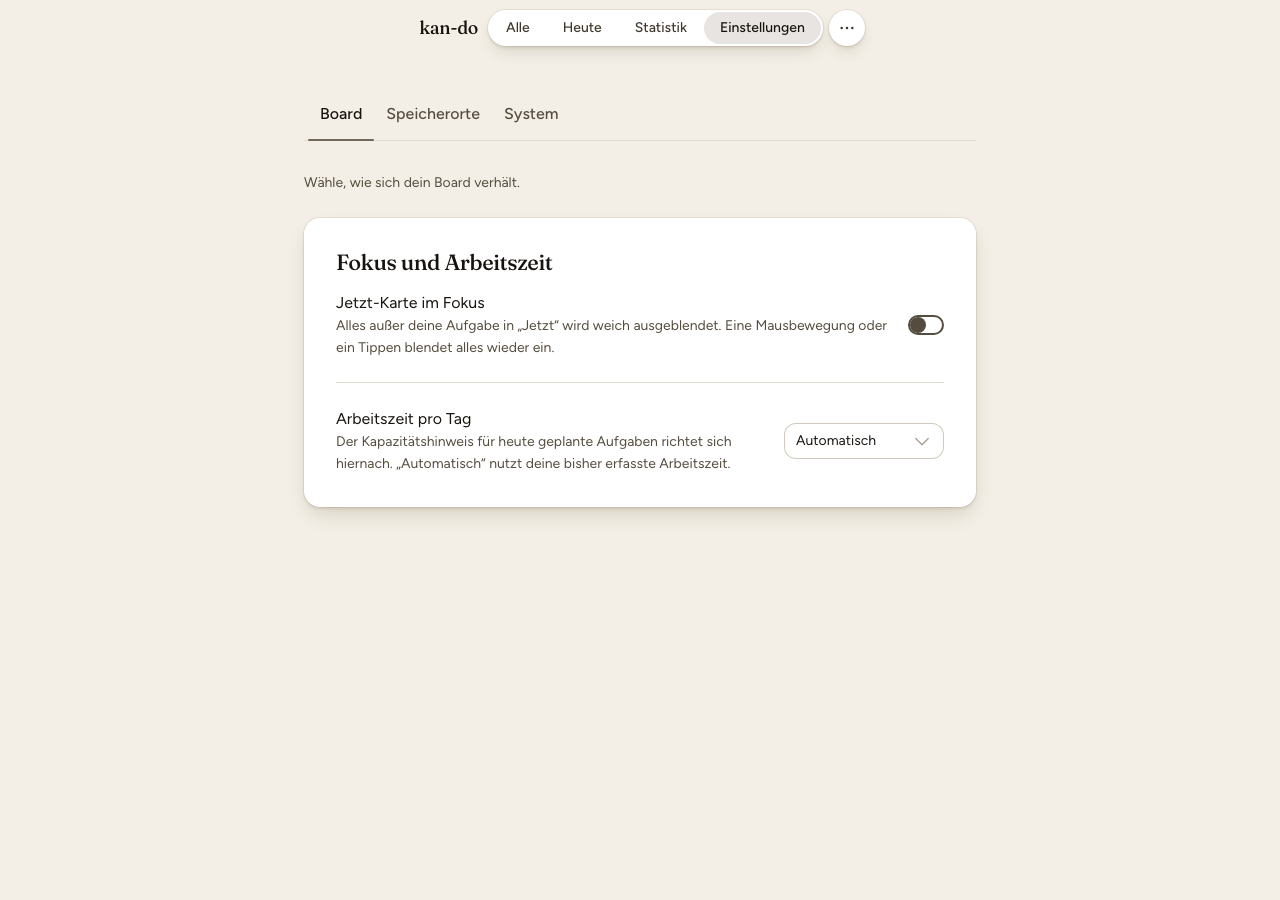 kan-do
Alle
Heute
Statistik
Einstellungen
Board
Speicherorte
System
Wähle, wie sich dein Board verhält.
Fokus und Arbeitszeit
Jetzt-Karte im Fokus
Alles außer deine Aufgabe in „Jetzt“ wird weich ausgeblendet. Eine Mausbewegung oder
ein Tippen blendet alles wieder ein.
Arbeitszeit pro Tag
Der Kapazitätshinweis für heute geplante Aufgaben richtet sich
hiernach. „Automatisch“ nutzt deine bisher erfasste Arbeitszeit.
Automatisch